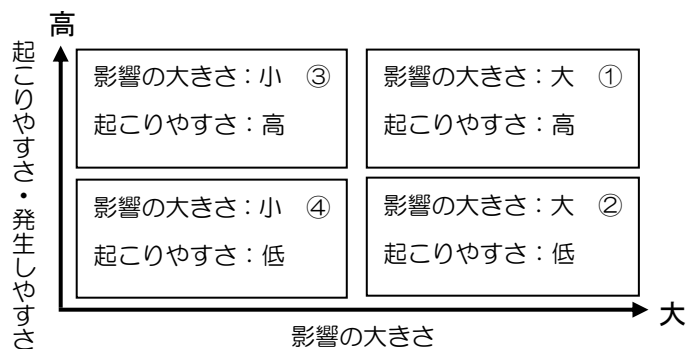 高
起こりやすさ・発生しやすさ
影響の大きさ：小 ③
起こりやすさ：高
影響の大きさ：大 ①
起こりやすさ：高
影響の大きさ：小 ④
起こりやすさ：低
影響の大きさ：大 ②
起こりやすさ：低
大
影響の大きさ